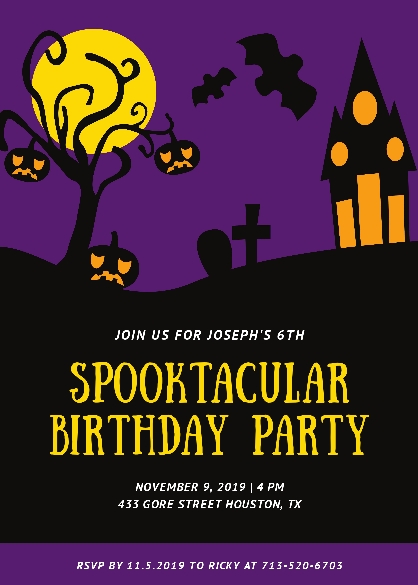 JOIN US FOR JOSEPH'S 6TH
SPOOKTACULAR
BIRTHDAY PARTY
NOVEMBER 9, 2019 | 4 PM
433 GORE STREET HOUSTON, TX
RSVP BY 11.5.2019 TO RICKY AT 713-520-6703